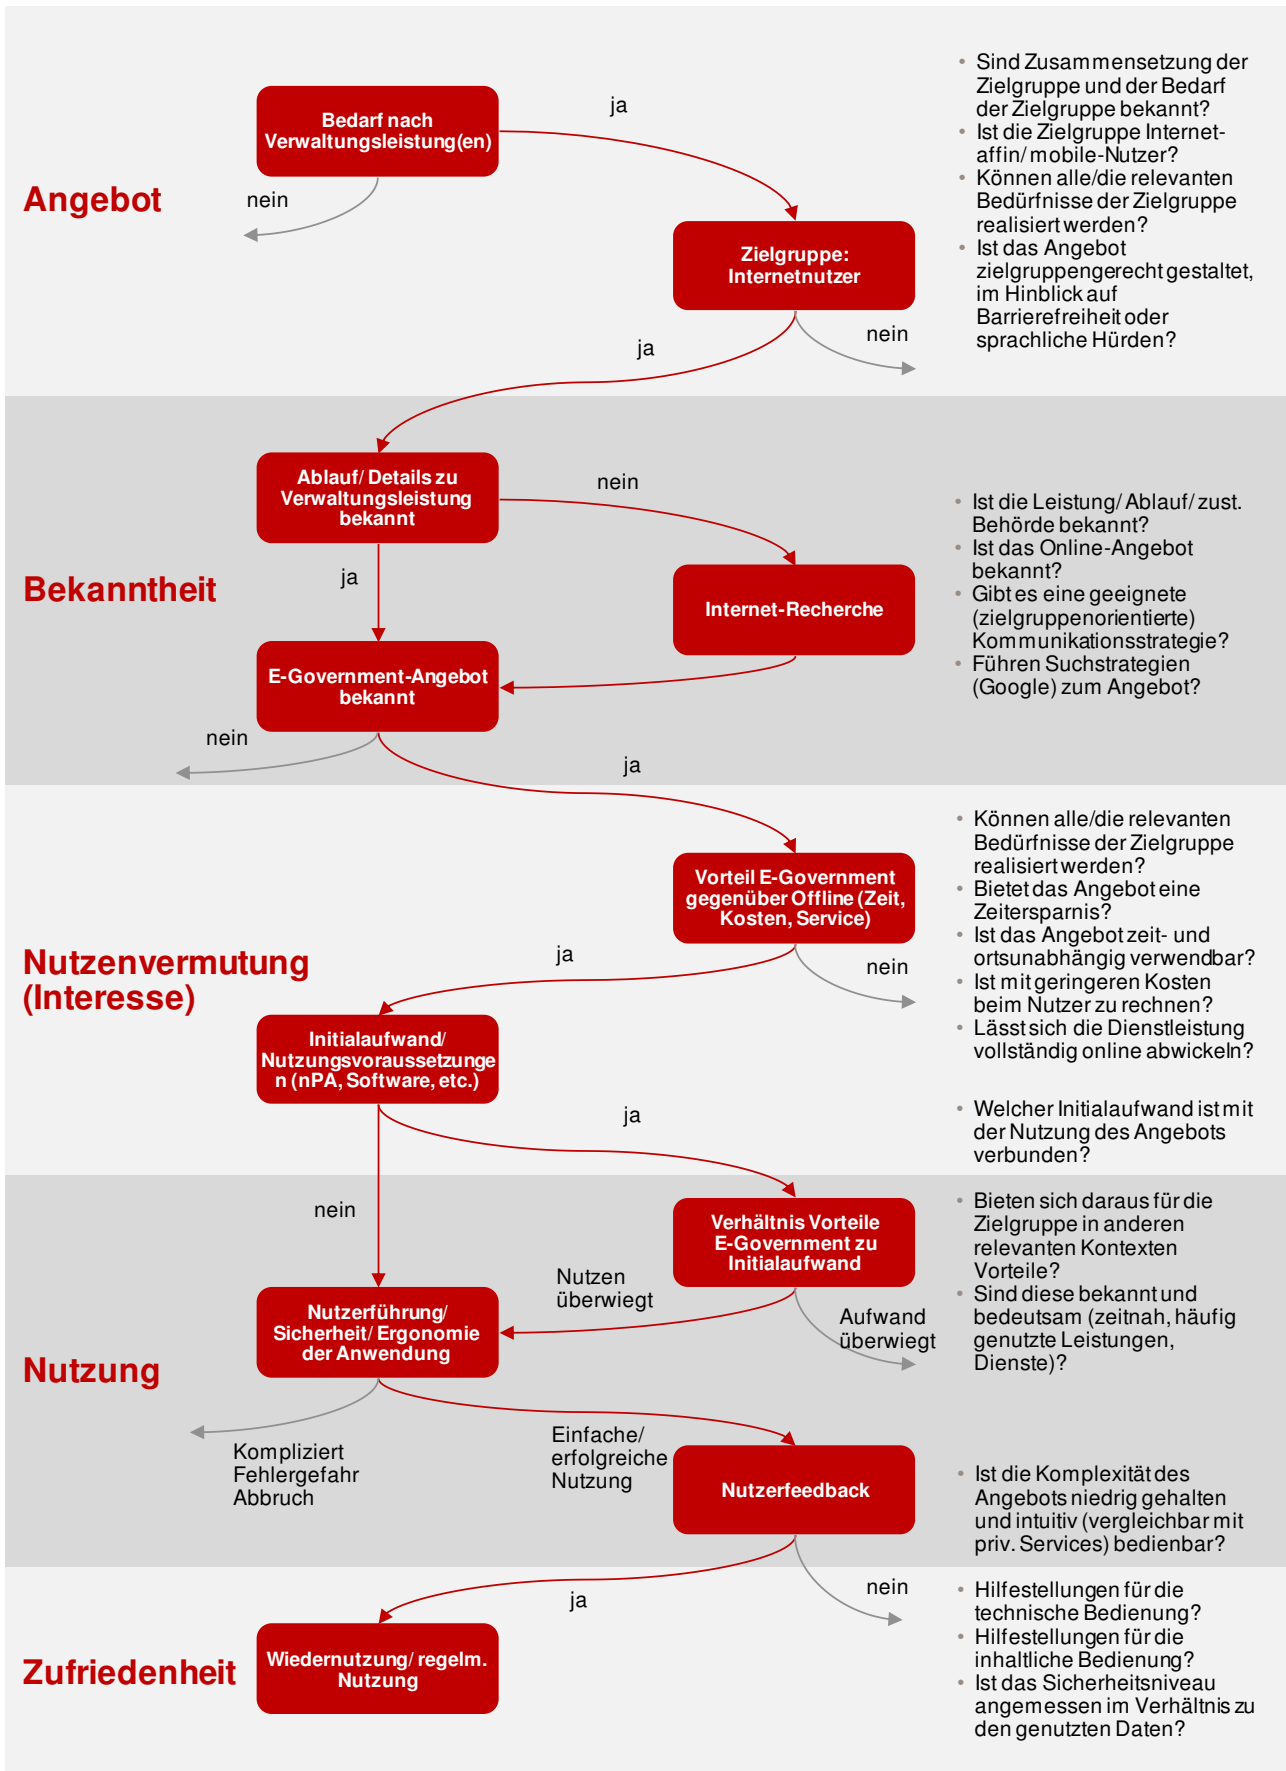 Angebot
Bedarf nach
Verwaltungsleistung(en)
ja
nein
Zielgruppe:
Internetnutzer
nein
ja
• Sind Zusammensetzung der
Zielgruppe und der Bedarf
der Zielgruppe bekannt?
• Ist die Zielgruppe Internet-
affin/ mobile-Nutzer?
• Können alle/die relevanten
Bedürfnisse der Zielgruppe
realisiert werden?
• Ist das Angebot
zielgruppengerecht gestaltet,
im Hinblick auf
Barrierefreiheit oder
sprachliche Hürden?
Bekanntheit
Ablauf/ Details zu
Verwaltungsleistung
bekannt
nein
ja
Internet-Recherche
E-Government-Angebot
bekannt
nein
ja
• Ist die Leistung/ Ablauf/ zust.
Behörde bekannt?
• Ist das Online-Angebot
bekannt?
• Gibt es eine geeignete
(zielgruppenorientierte)
Kommunikationsstrategie?
• Führen Suchstrategien
(Google) zum Angebot?
Nutzenvermutung
(Interesse)
Vorteil E-Government
gegenüber Offline (Zeit,
Kosten, Service)
ja
nein
Initialaufwand/
Nutzungsvoraussetzunge
n (nPA, Software, etc.)
ja
• Können alle/die relevanten
Bedürfnisse der Zielgruppe
realisiert werden?
• Bietet das Angebot eine
Zeitersparnis?
• Ist das Angebot zeit- und
ortsunabhängig verwendbar?
• Ist mit geringeren Kosten
beim Nutzer zu rechnen?
• Lässt sich die Dienstleistung
vollständig online abwickeln?
• Welcher Initialaufwand ist mit
der Nutzung des Angebots
verbunden?
Nutzung
nein
Verhältnis Vorteile
E-Government zu
Initialaufwand
Nutzen
überwiegt
Aufwand
überwiegt
Nutzerführung/
Sicherheit/ Ergonomie
der Anwendung
Kompliziert
Fehlergefahr
Abbruch
Einfache/
erfolgreiche
Nutzung
Nutzerfeedback
• Bieten sich daraus für die
Zielgruppe in anderen
relevanten Kontexten
Vorteile?
• Sind diese bekannt und
bedeutsam (zeitnah, häufig
genutzte Leistungen,
Dienste)?
• Ist die Komplexität des
Angebots niedrig gehalten
und intuitiv (vergleichbar mit
priv. Services) bedienbar?
Zufriedenheit
ja
nein
Wiedernutzung/ regelm.
Nutzung
• Hilfestellungen für die
technische Bedienung?
• Hilfestellungen für die
inhaltliche Bedienung?
• Ist das Sicherheitsniveau
angemessen im Verhältnis zu
den genutzten Daten?